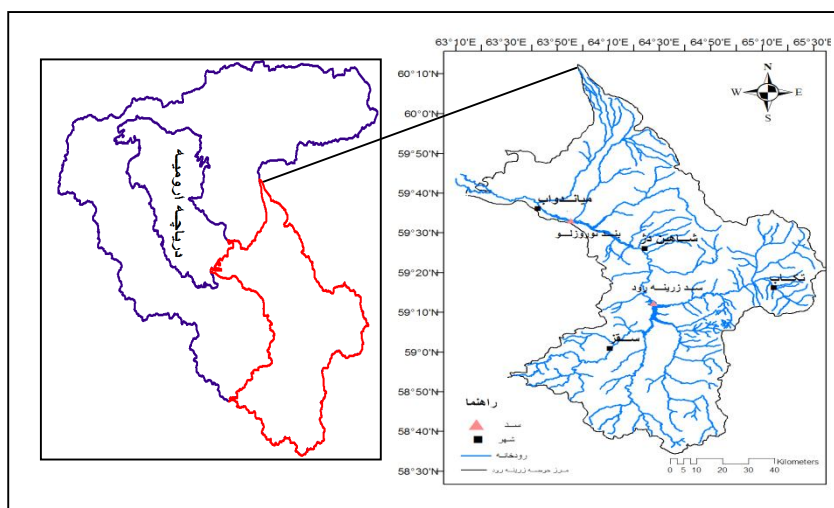 دریاچه ارومیه
63°10'E 63°30'E 63°50'E 64°10'E 64°30'E 64°50'E 65°10'E 65°30'E
60°10'N
60°0'N
59°50'N
59°40'N
59°30'N
59°20'N
59°10'N
59°0'N
58°50'N
58°40'N
58°30'N
N
W E
S
میاندواب
بند نوروزلو
شاهین دژ
تکاب
سد زرینه رود
سقز
راهنما
سد
شهر
رودخانه
مرز حوضه زرینه رود
Kilometers
0 5 10 20 30 40